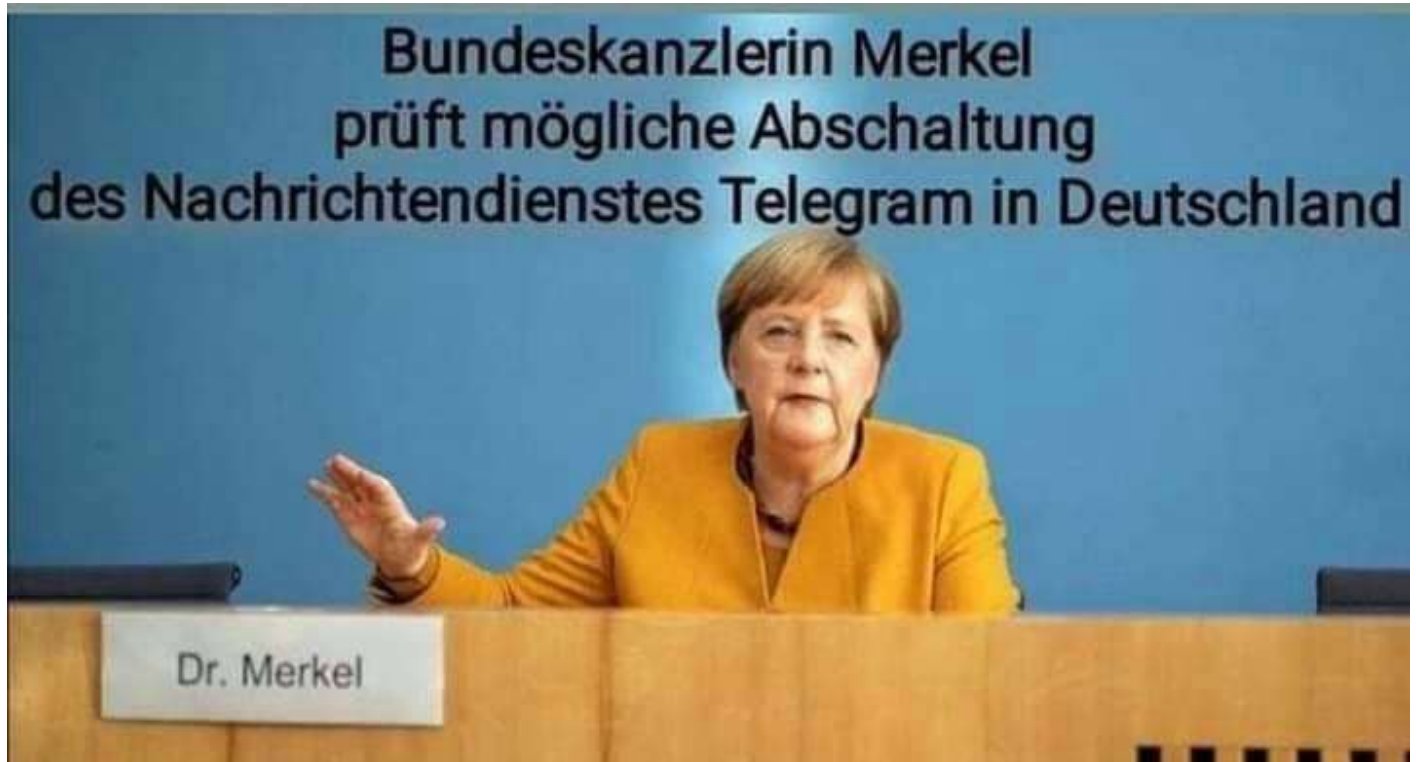 Bundeskanzlerin Merkel
prüft mögliche Abschaltung
des Nachrichtendienstes Telegram in Deutschland
Dr. Merkel